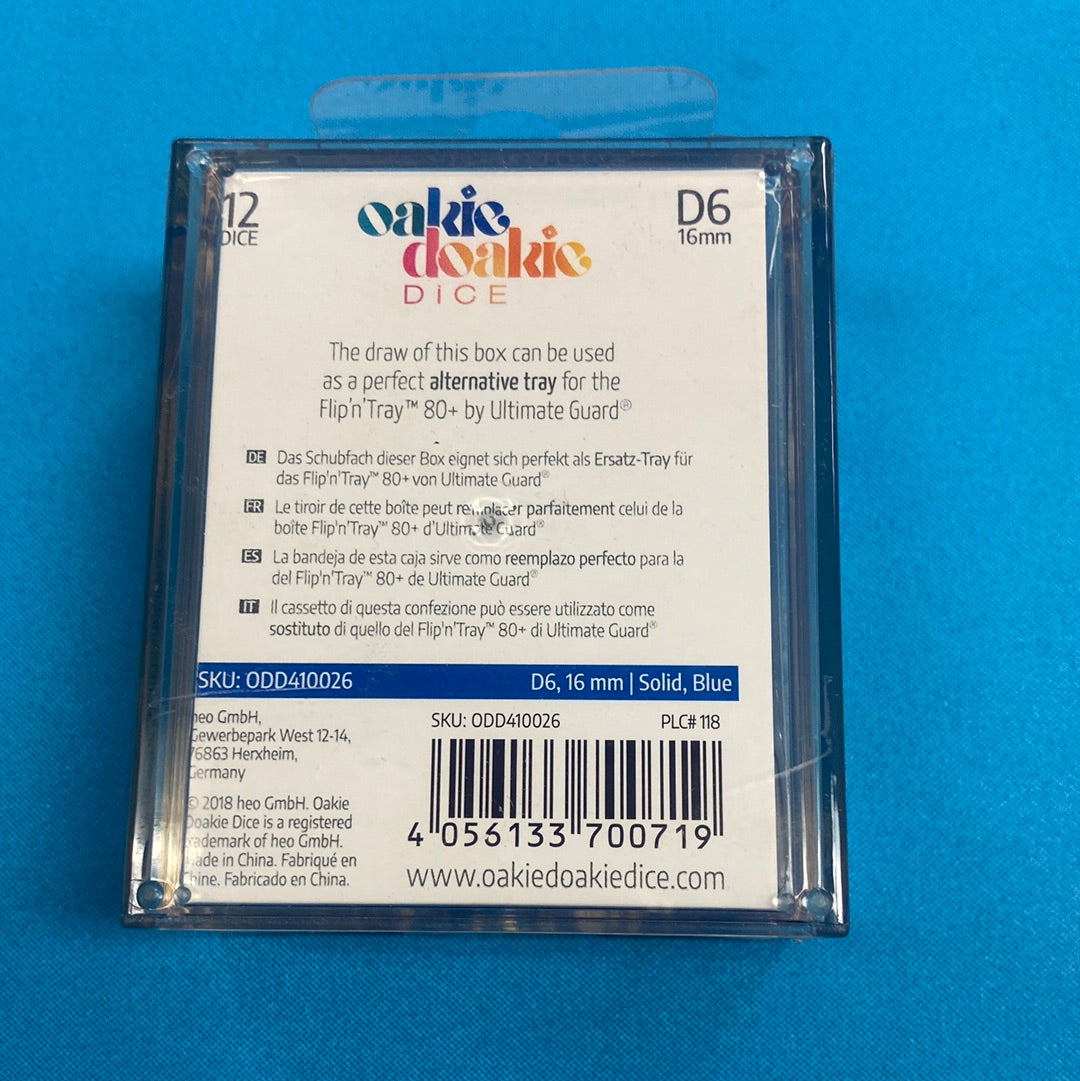 12
DICE
oakie
doakie
DICE
D6
16mm
The draw of this box can be used
as a perfect alternative tray for the
Flip'n'Tray™ 80+ by Ultimate Guard®
DE Das Schubfach dieser Box eignet sich perfekt als Ersatz-Tray für
das Flip'n'Tray™ 80+ von Ultimate Guard®
FR Le tiroir de cette boîte peut remplacer parfaitement celui de la
boîte Flip'n'Tray™ 80+ d'Ultimate Guard®
ES La bandeja de esta caja sirve como reemplazo perfecto para la
del Flip'n'Tray™ 80+ de Ultimate Guard®
IT Il cassetto di questa confezione può essere utilizzato come
sostituto di quello del Flip'n'Tray™ 80+ di Ultimate Guard®
SKU: ODD410026 D6, 16 mm | Solid, Blue
heo GmbH,
Gewerbepark West 12-14,
76863 Herxheim,
Germany
© 2018 heo GmbH. Oakie
Doakie Dice is a registered
trademark of heo GmbH.
Made in China. Fabriqué en
Chine. Fabricado en China.
SKU: ODD410026 PLC# 118
4 056133 700719
www.oakiedoakiedice.com